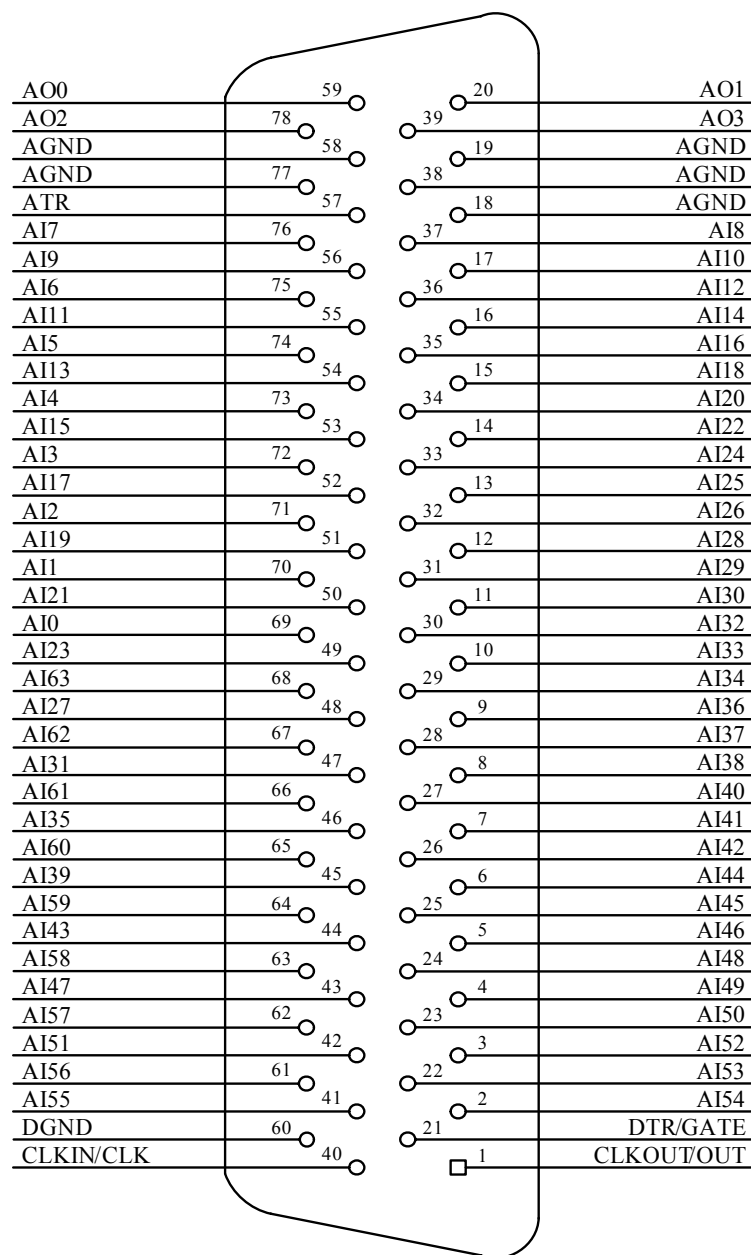 AO0 59 20 AO1
AO2 78 39 AO3
AGND 58 19 AGND
AGND 77 38 AGND
ATR 57 18 AGND
AI7 76 37 AI8
AI9 56 17 AI10
AI6 75 36 AI12
AI11 55 16 AI14
AI5 74 35 AI16
AI13 54 15 AI18
AI4 73 34 AI20
AI15 53 14 AI22
AI3 72 33 AI24
AI17 52 13 AI25
AI2 71 32 AI26
AI19 51 12 AI28
AI1 70 31 AI29
AI21 50 11 AI30
AI0 69 30 AI32
AI23 49 10 AI33
AI63 68 29 AI34
AI27 48 9 AI36
AI62 67 28 AI37
AI31 47 8 AI38
AI61 66 27 AI40
AI35 46 7 AI41
AI60 65 26 AI42
AI39 45 6 AI44
AI59 64 25 AI45
AI43 44 5 AI46
AI58 63 24 AI48
AI47 43 4 AI49
AI57 62 23 AI50
AI51 42 3 AI52
AI56 61 22 AI53
AI55 41 2 AI54
DGND 60 21 DTR/GATE
CLKIN/CLK 40 1 CLKOUT/OUT